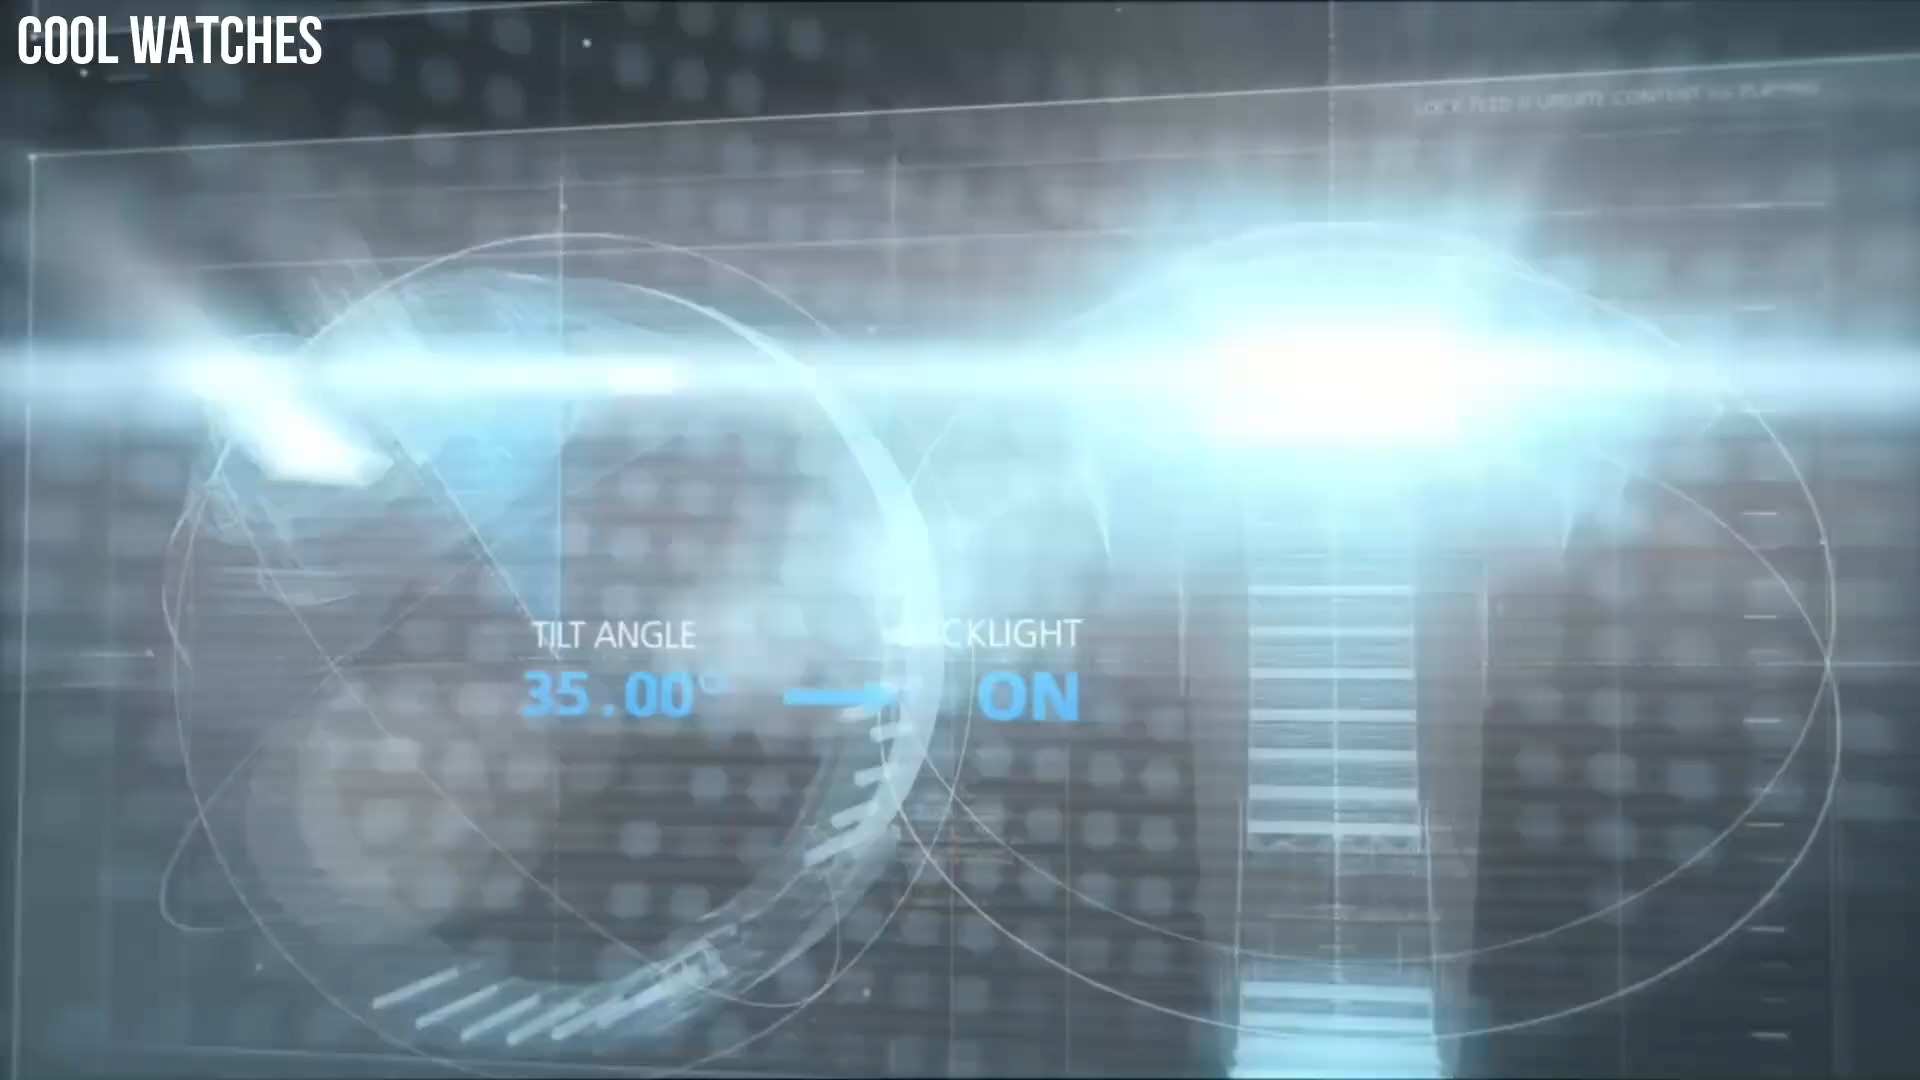 COOL WATCHES
TILT ANGLE
35.00°
CKLIGHT
ON